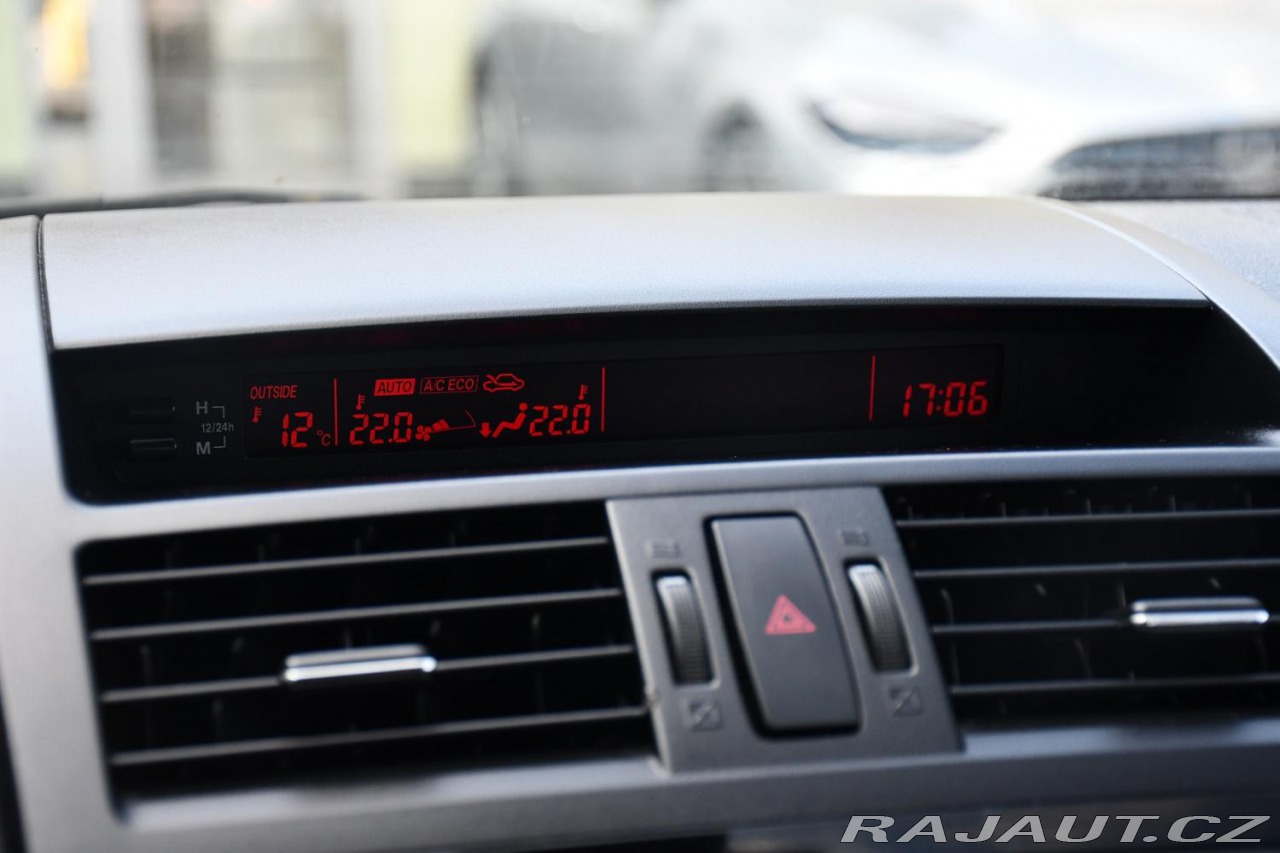 OUTSIDE
AUTO A/C ECO
H
12/24h
M
12°C
22.0
22.0
17:06
RAJAUT.CZ